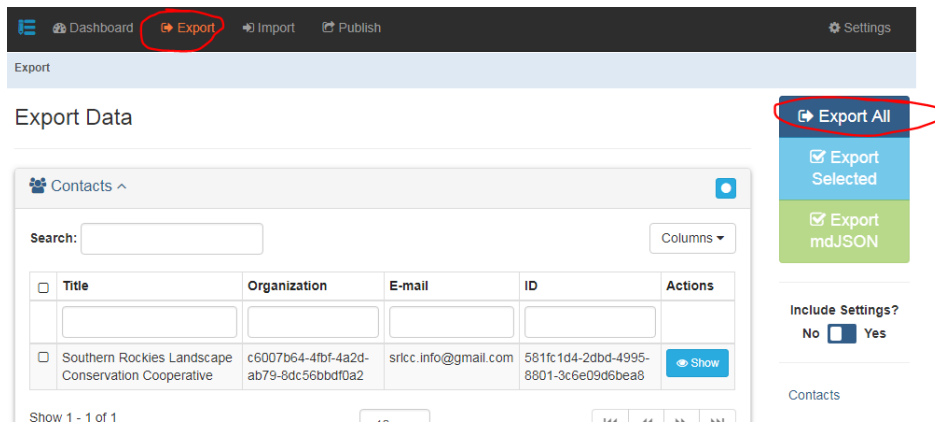 Dashboard Export Import Publish Settings
Export
Export Data
Export All
Export
Selected
Export
mdJSON
Contacts
Search:
Columns
Title Organization E-mail ID Actions
Southern Rockies Landscape c6007b64-4fbf-4a2d- srlcc.info@gmail.com 581fc1d4-2dbd-4995- Show
Conservation Cooperative ab79-8dc56bbdf0a2 8801-3c6e09d6bea8
Show 1 - 1 of 1
Include Settings?
No Yes
Contacts